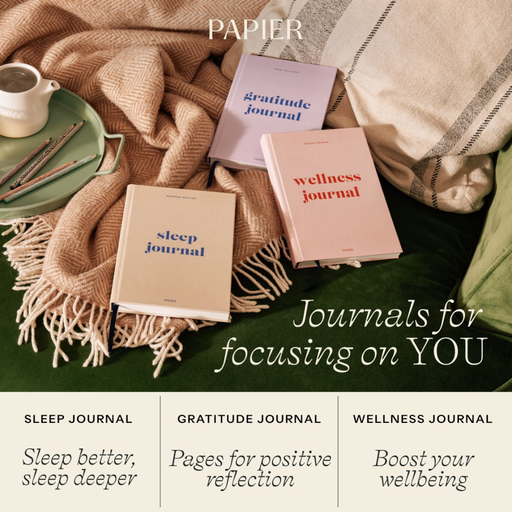 PAPIER
gratitude
journal
wellness
journal
sleep
journal
Journals for
focusing on YOU
SLEEP JOURNAL
Sleep better,
sleep deeper
GRATITUDE JOURNAL
Pages for positive
reflection
WELLNESS JOURNAL
Boost your
wellbeing